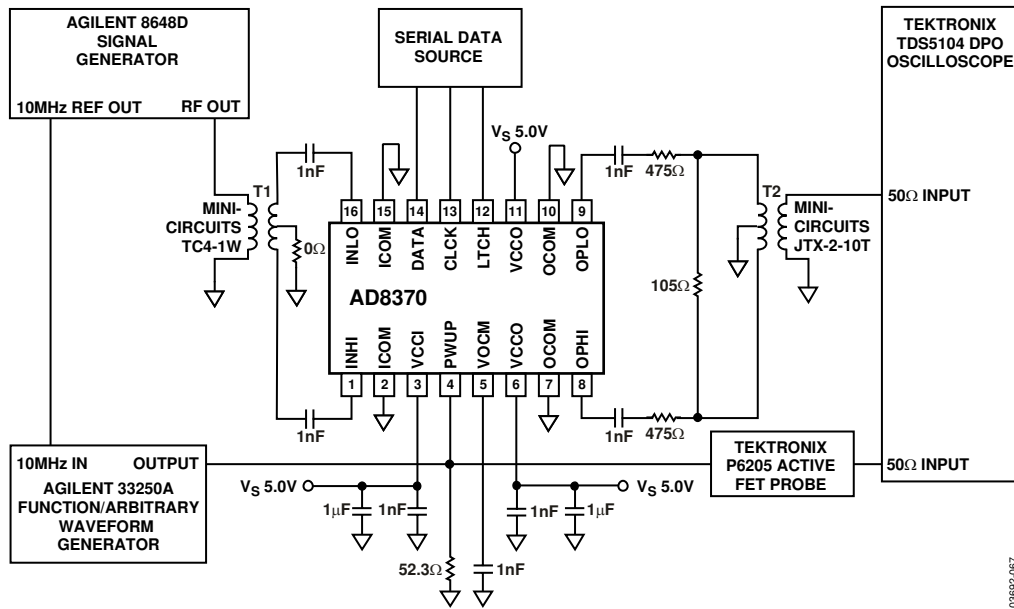 AGILENT 8648D
SIGNAL
GENERATOR
10MHz REF OUT RF OUT
SERIAL DATA
SOURCE
TEKTRONIX
TDS5104 DPO
OSCILLOSCOPE
VS 5.0V
1nF
1nF
475Ω
T1
MINI-
CIRCUITS
TC4-1W
0Ω
16 15 14 13 12 11 10 9
INLO ICOM DATA CLCK LTCH VCCO OCOM OPLO
AD8370
INHI ICOM VCCI PWUP VOCM VCCO OCOM OPHI
1 2 3 4 5 6 7 8
105Ω
T2
MINI-
CIRCUITS
JTX-2-10T
50Ω INPUT
1nF
1nF
475Ω
10MHz IN OUTPUT
AGILENT 33250A
FUNCTION/ARBITRARY
WAVEFORM
GENERATOR
TEKTRONIX
P6205 ACTIVE
FET PROBE
50Ω INPUT
VS 5.0V
1μF
1nF
VS 5.0V
1nF
1μF
52.3Ω
1nF
03692-067